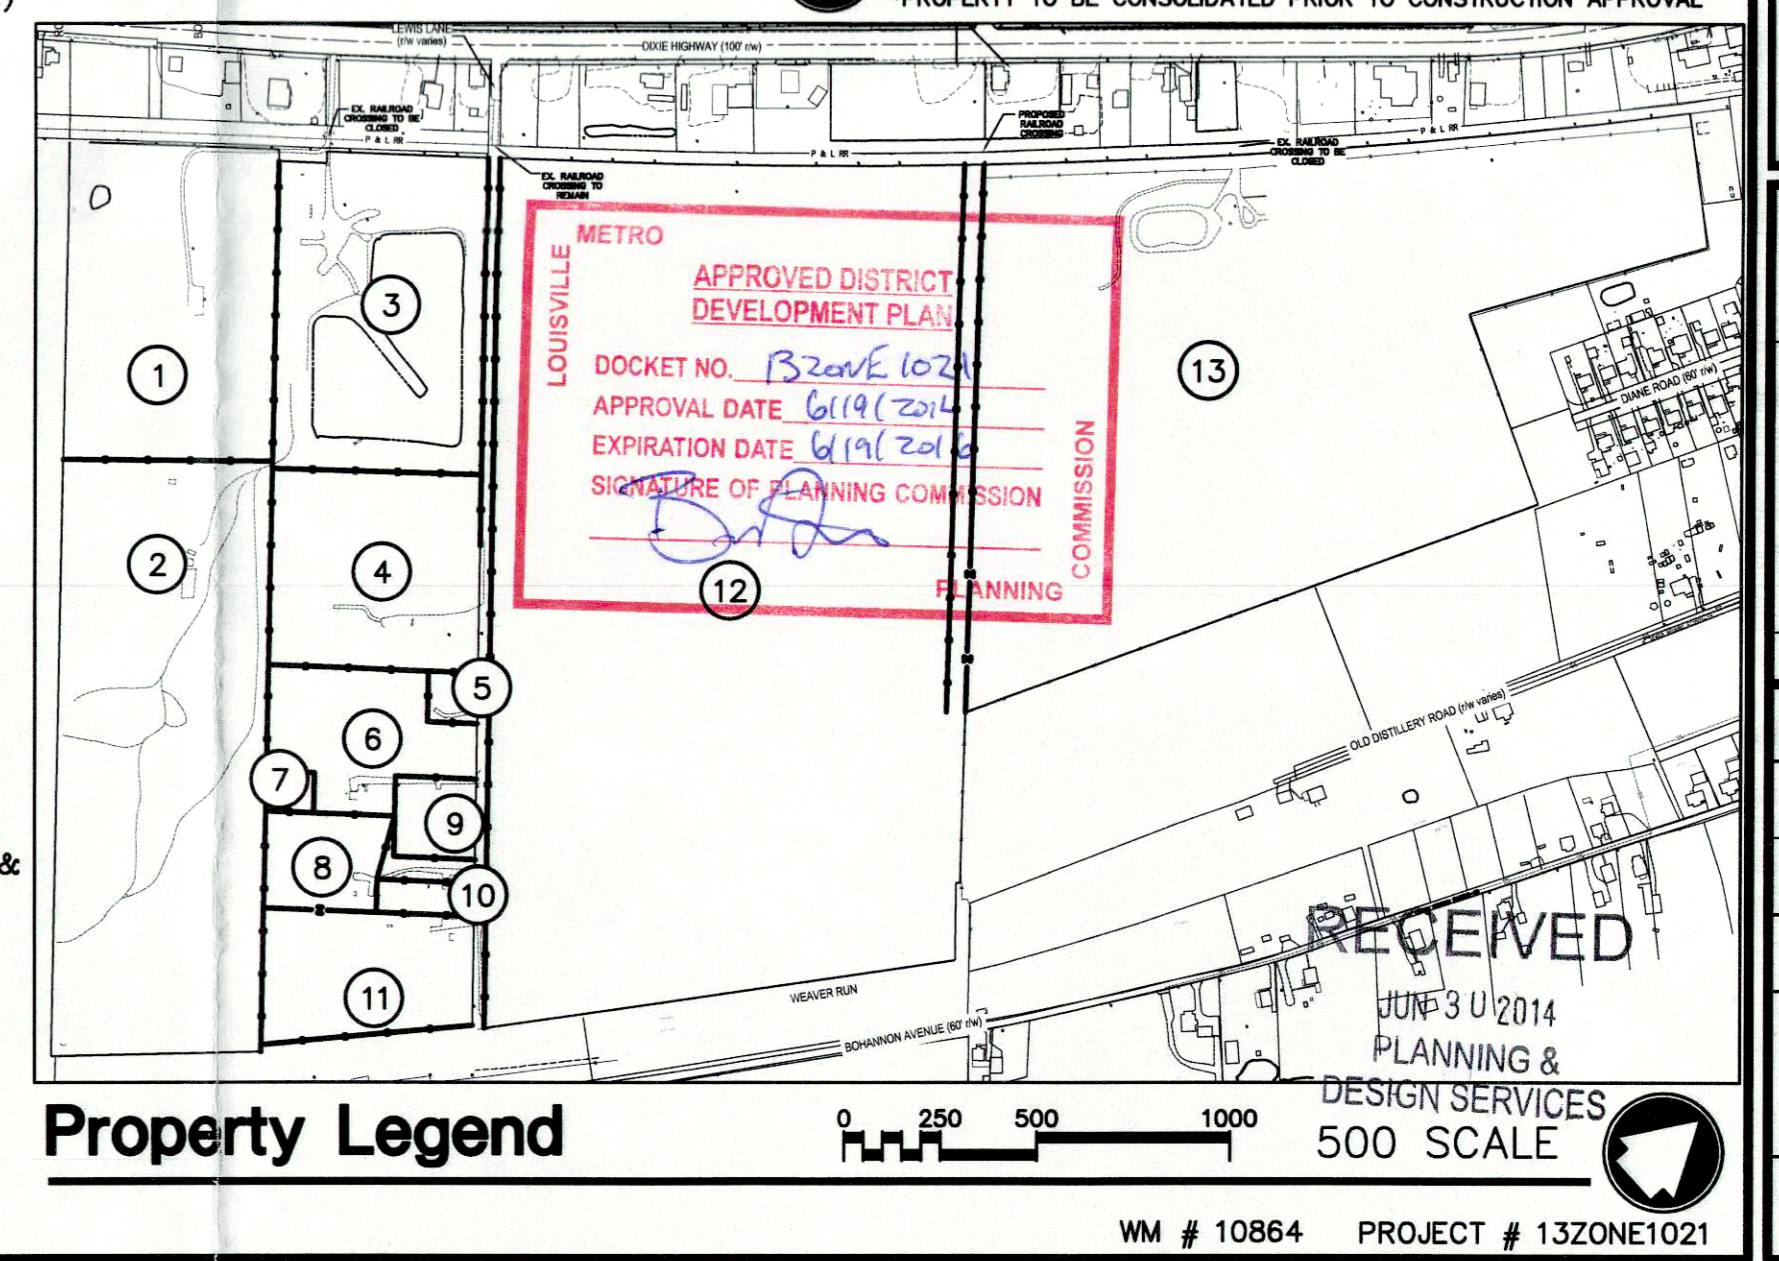 *PROPERTY TO BE CONSOLIDATED PRIOR TO CONSTRUCTION APPROVAL
LEWIS LANE
(r/w varies)
DIXIE HIGHWAY (100' r/w)
EX. RAILROAD
CROSSING TO BE
CLOSED
P & L RR
EX. RAILROAD
CROSSING TO
REMAIN
P & L RR
PROPOSED
RAILROAD
CROSSING
EX. RAILROAD
CROSSING TO BE
CLOSED
P & L RR
LOUISVILLE
METRO
APPROVED DISTRICT
DEVELOPMENT PLAN
DOCKET NO. 13ZONE1021
APPROVAL DATE 6/19/2014
EXPIRATION DATE 6/19/2016
SIGNATURE OF PLANNING COMMISSION
PLANNING
COMMISSION
1
2
3
4
5
6
7
8
9
10
11
12
13
DIANE ROAD (60' r/w)
OLD DISTILLERY ROAD (r/w varies)
WEAVER RUN
BOHANNON AVENUE (60' r/w)
&
RECEIVED
JUN 30 2014
PLANNING &
DESIGN SERVICES
Property Legend
0 250 500 1000
500 SCALE
WM # 10864 PROJECT # 13ZONE1021